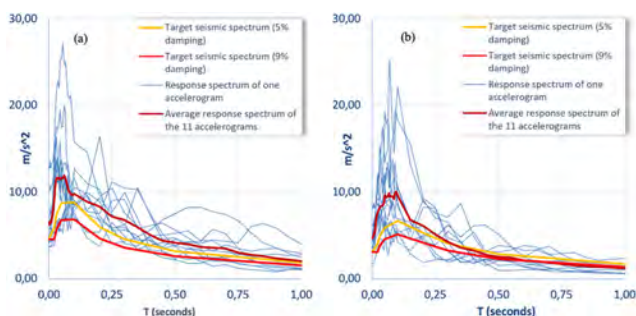 30,00
(a)
Target seismic spectrum (5%
damping)
Target seismic spectrum (9%
damping)
Response spectrum of one
accelerogram
Average response spectrum of
the 11 accelerograms
20,00
10,00
0,00
m/s^2
0,00
0,25
0,50
0,75
1,00
T (seconds)
30,00
(b)
Target seismic spectrum (5%
damping)
Target seismic spectrum (9%
damping)
Response spectrum of one
accelerogram
Average response spectrum of
the 11 accelerograms
20,00
10,00
0,00
m/s^2
0,00
0,25
0,50
0,75
1,00
T (seconds)